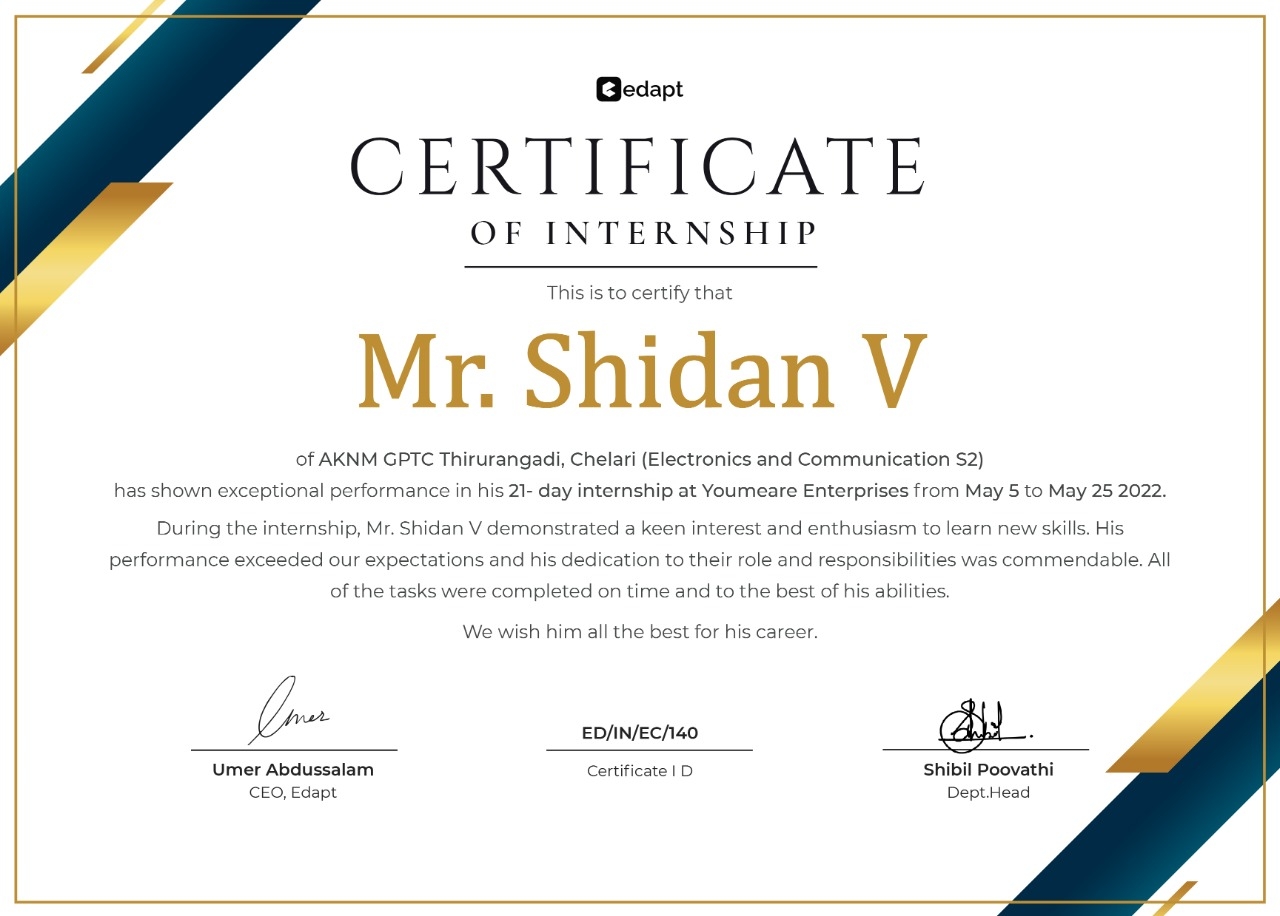 edapt
CERTIFICATE
OF INTERNSHIP
This is to certify that
Mr. Shidan V
of AKNM GPTC Thirurangadi, Chelari (Electronics and Communication S2)
has shown exceptional performance in his 21- day internship at Youmeare Enterprises from May 5 to May 25 2022.
During the internship, Mr. Shidan V demonstrated a keen interest and enthusiasm to learn new skills. His
performance exceeded our expectations and his dedication to their role and responsibilities was commendable. All
of the tasks were completed on time and to the best of his abilities.
We wish him all the best for his career.
Umer
Umer Abdussalam
CEO, Edapt
ED/IN/EC/140
Certificate I D
Shibil
Shibil Poovathi
Dept.Head